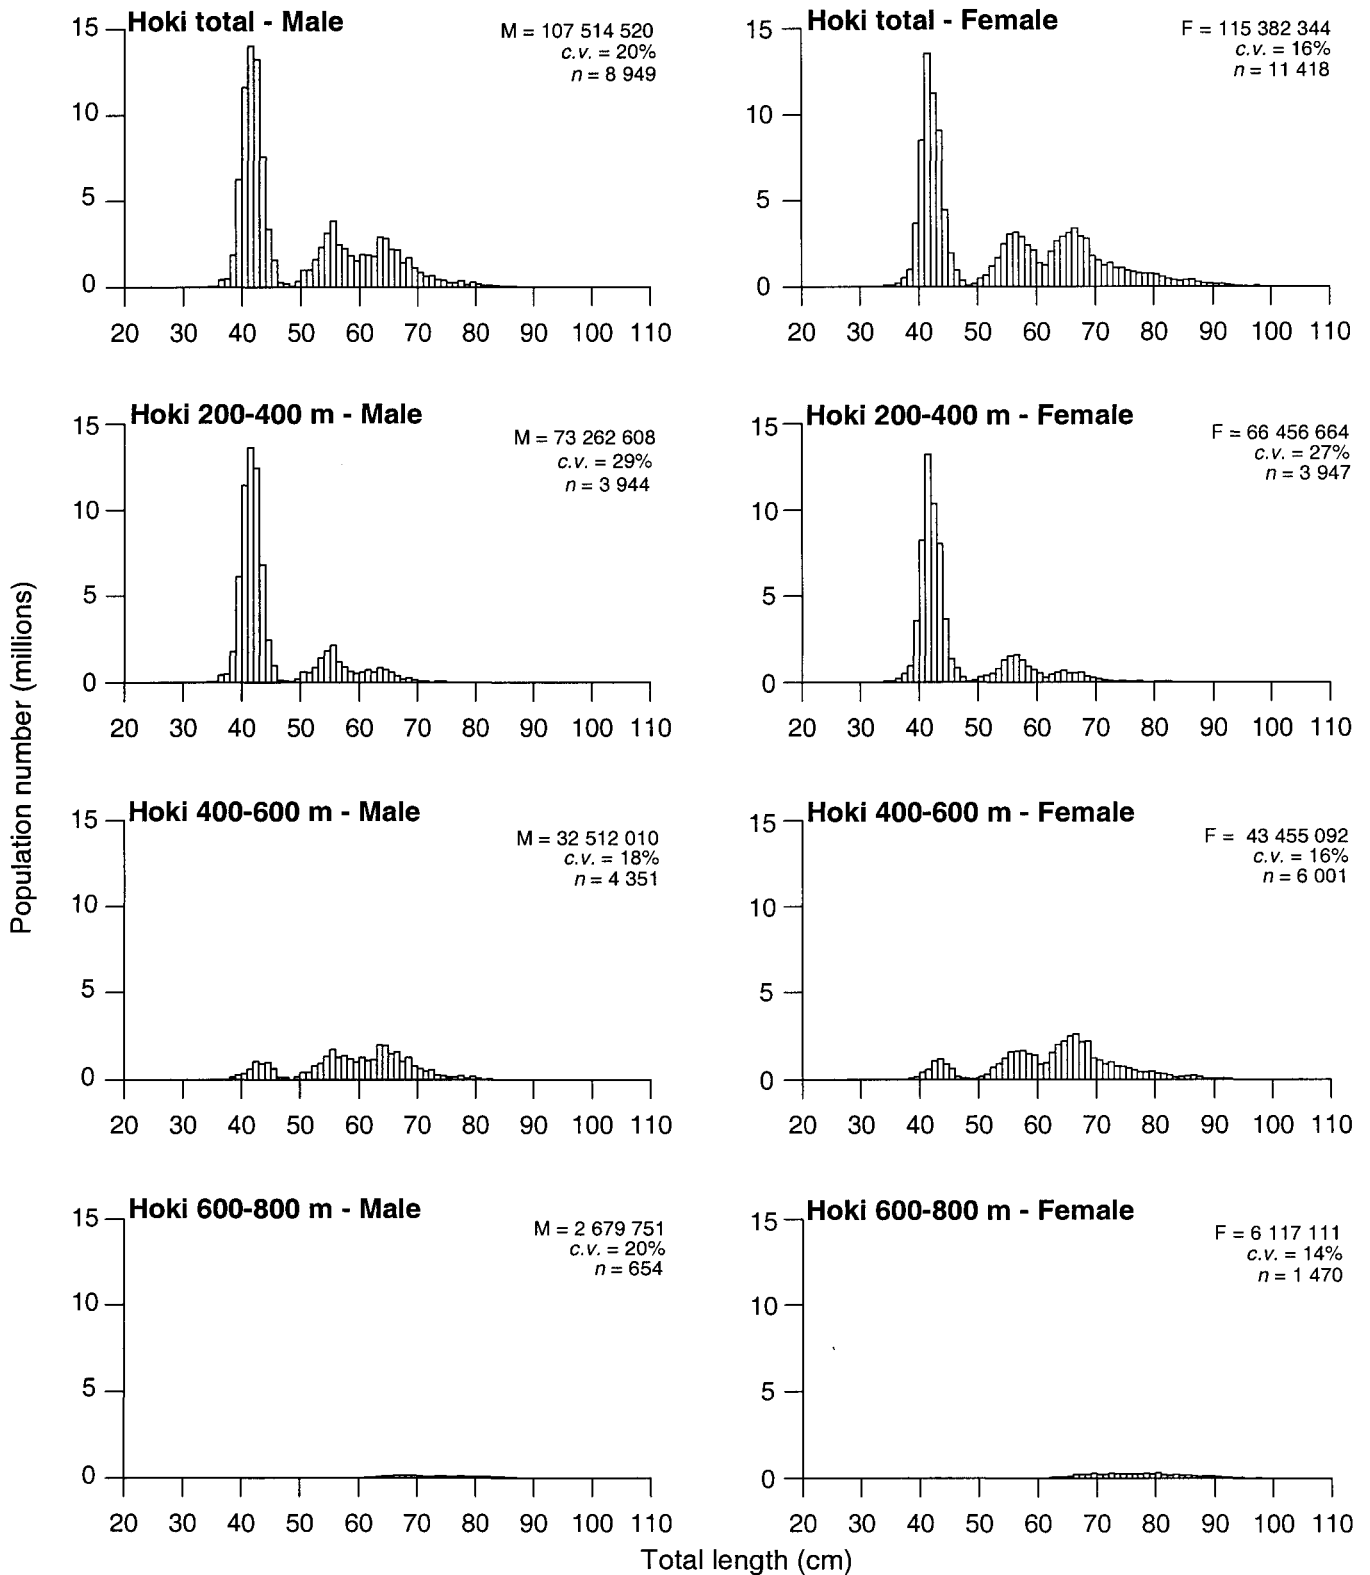 Hoki total - Male
M = 107 514 520
c.v. = 20%
n = 8 949
15
10
5
0
20 30 40 50 60 70 80 90 100 110
Hoki total - Female
F = 115 382 344
c.v. = 16%
n = 11 418
15
10
5
0
20 30 40 50 60 70 80 90 100 110
Hoki 200-400 m - Male
M = 73 262 608
c.v. = 29%
n = 3 944
15
10
5
0
20 30 40 50 60 70 80 90 100 110
Hoki 200-400 m - Female
F = 66 456 664
c.v. = 27%
n = 3 947
15
10
5
0
20 30 40 50 60 70 80 90 100 110
Population number (millions)
Hoki 400-600 m - Male
M = 32 512 010
c.v. = 18%
n = 4 351
15
10
5
0
20 30 40 50 60 70 80 90 100 110
Hoki 400-600 m - Female
F = 43 455 092
c.v. = 16%
n = 6 001
15
10
5
0
20 30 40 50 60 70 80 90 100 110
Hoki 600-800 m - Male
M = 2 679 751
c.v. = 20%
n = 654
15
10
5
0
20 30 40 50 60 70 80 90 100 110
Hoki 600-800 m - Female
F = 6 117 111
c.v. = 14%
n = 1 470
15
10
5
0
20 30 40 50 60 70 80 90 100 110
Total length (cm)